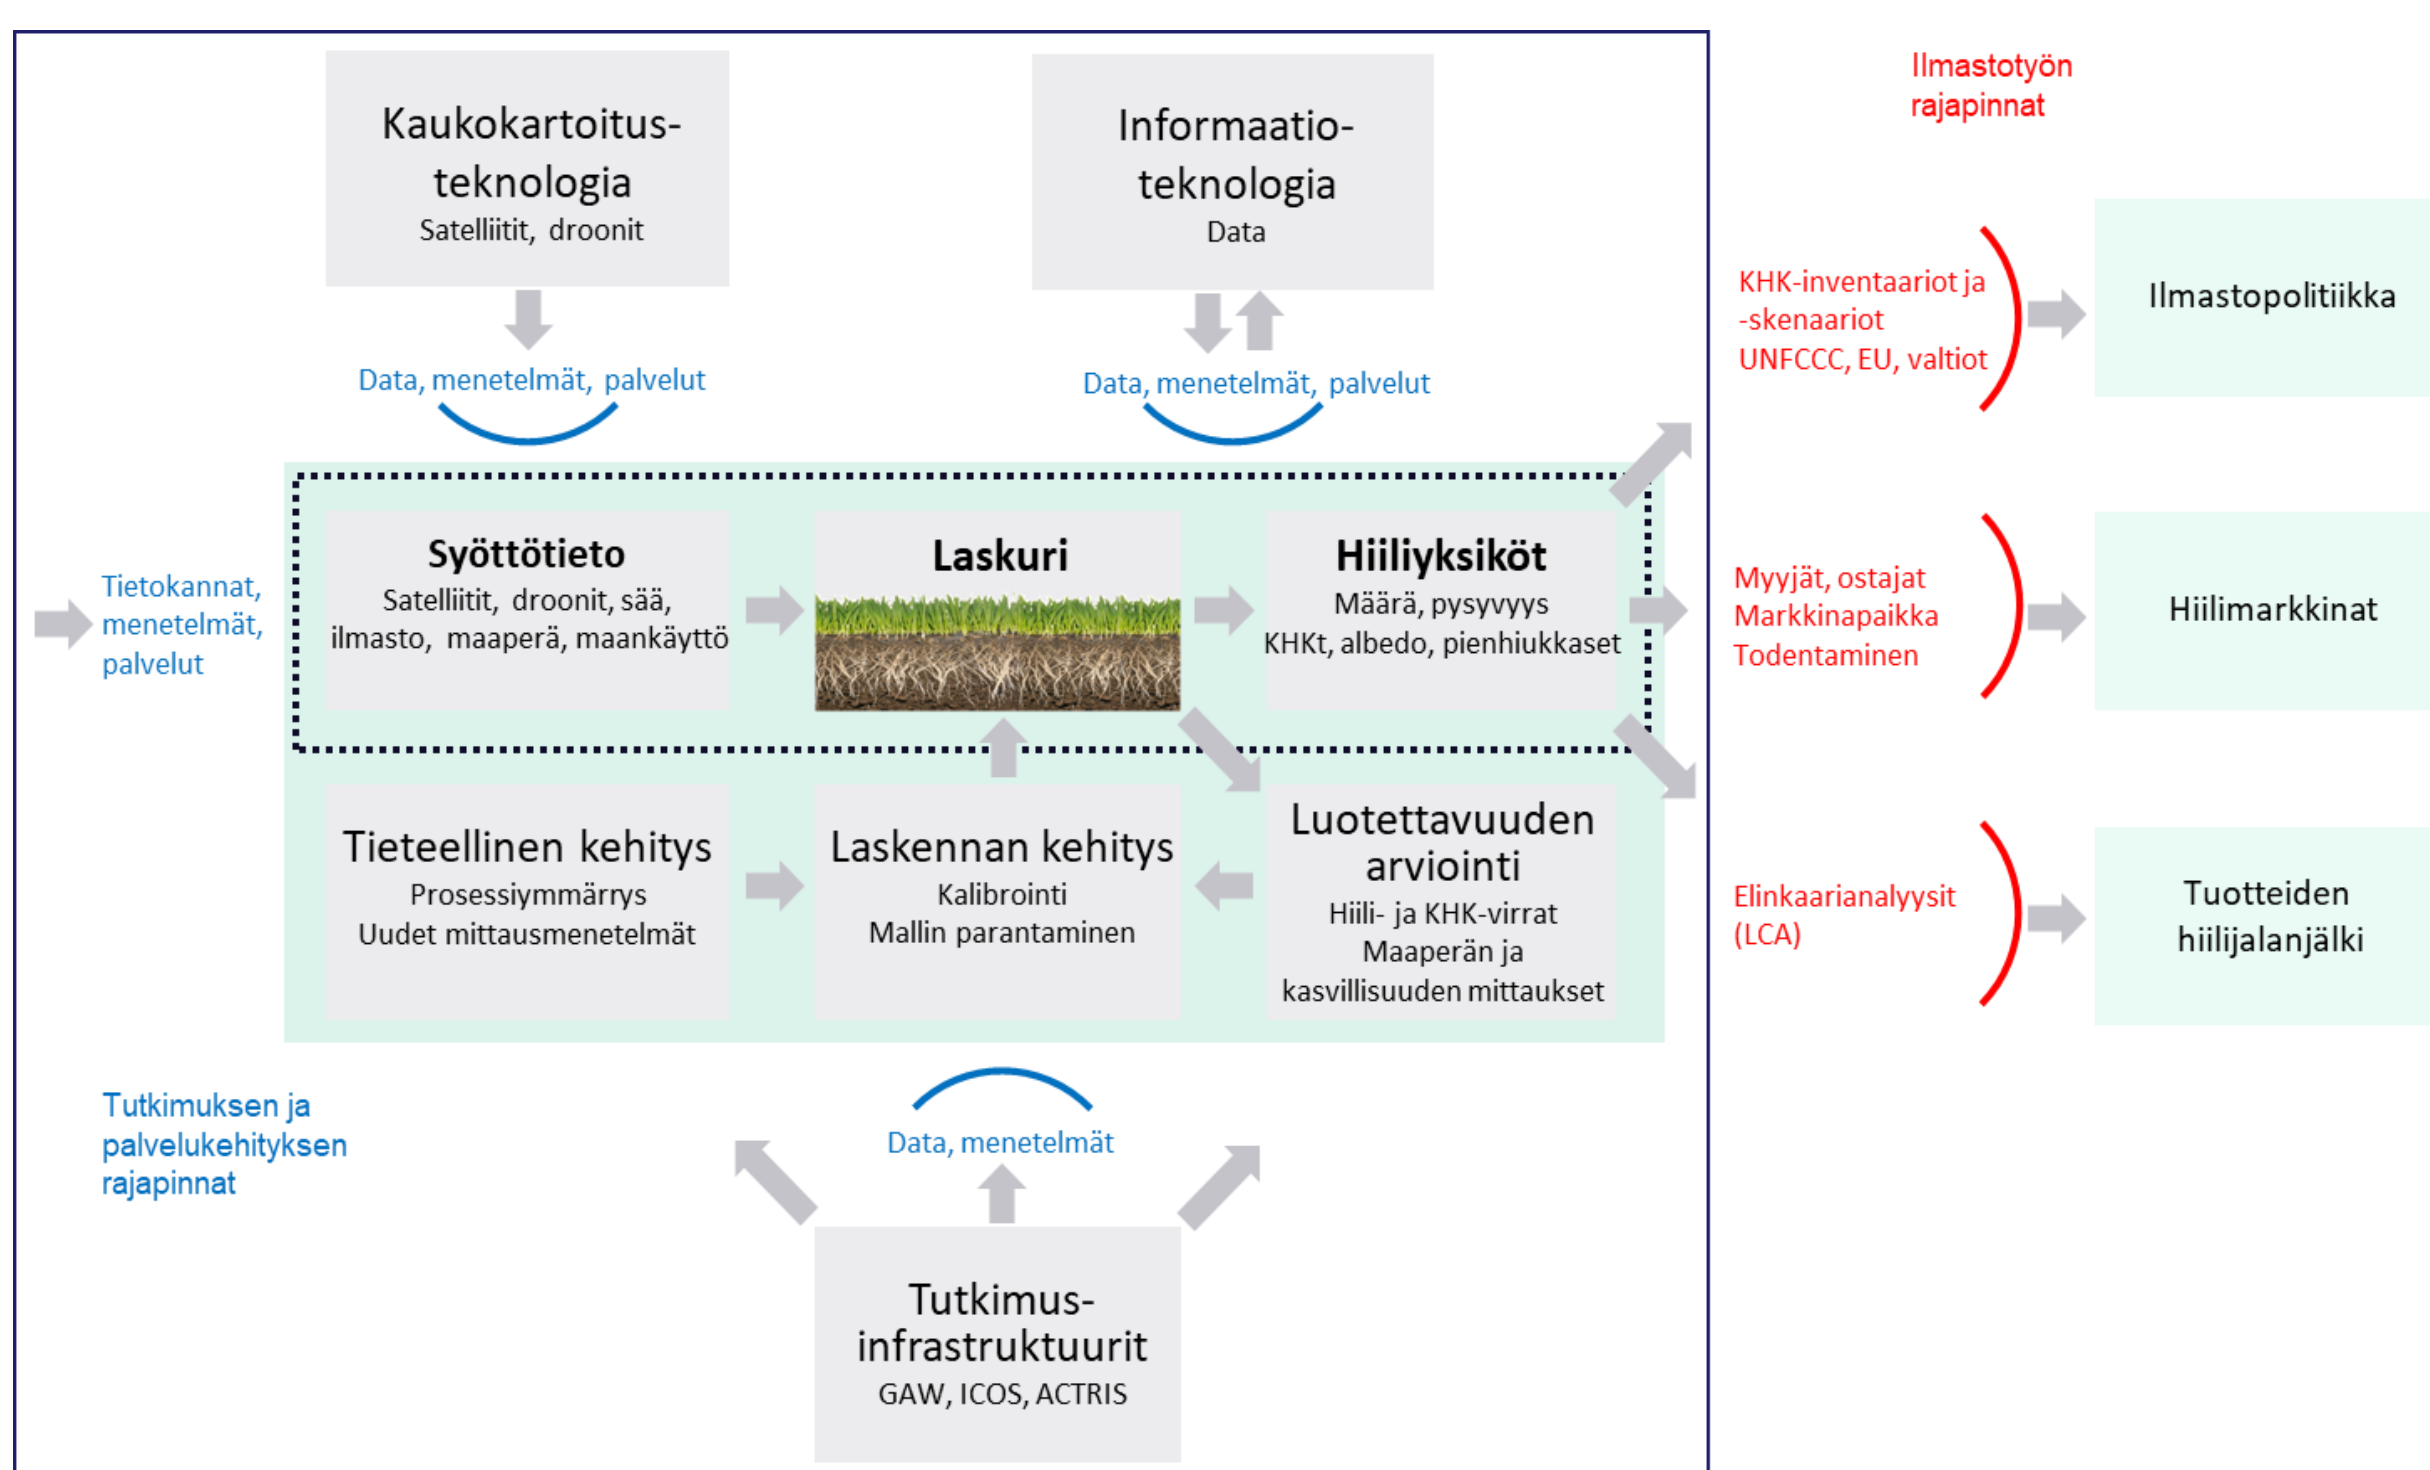 Kaukokartoitus-
teknologia
Satelliitit, droonit
Informaatio-
teknologia
Data
Ilmastotyön
rajapinnat
Data, menetelmät, palvelut
Data, menetelmät, palvelut
KHK-inventaariot ja
-skenaariot
UNFCCC, EU, valtiot
Ilmastopolitiikka
Tietokannat,
menetelmät,
palvelut
Syöttötieto
Satelliitit, droonit, sää,
ilmasto, maaperä, maankäyttö
Laskuri
Hiiliyksiköt
Määrä, pysyvyys
KHKt, albedo, pienhiukkaset
Myyjät, ostajat
Markkinapaikka
Todentaminen
Hiilimarkkinat
Tieteellinen kehitys
Prosessiymmärrys
Uudet mittausmenetelmät
Laskennan kehitys
Kalibrointi
Mallin parantaminen
Luotettavuuden
arviointi
Hiili- ja KHK-virrat
Maaperän ja
kasvillisuuden mittaukset
Elinkaarianalyysit
(LCA)
Tuotteiden
hiilijalanjälki
Tutkimuksen ja
palvelukehityksen
rajapinnat
Data, menetelmät
Tutkimus-
infrastruktuurit
GAW, ICOS, ACTRIS